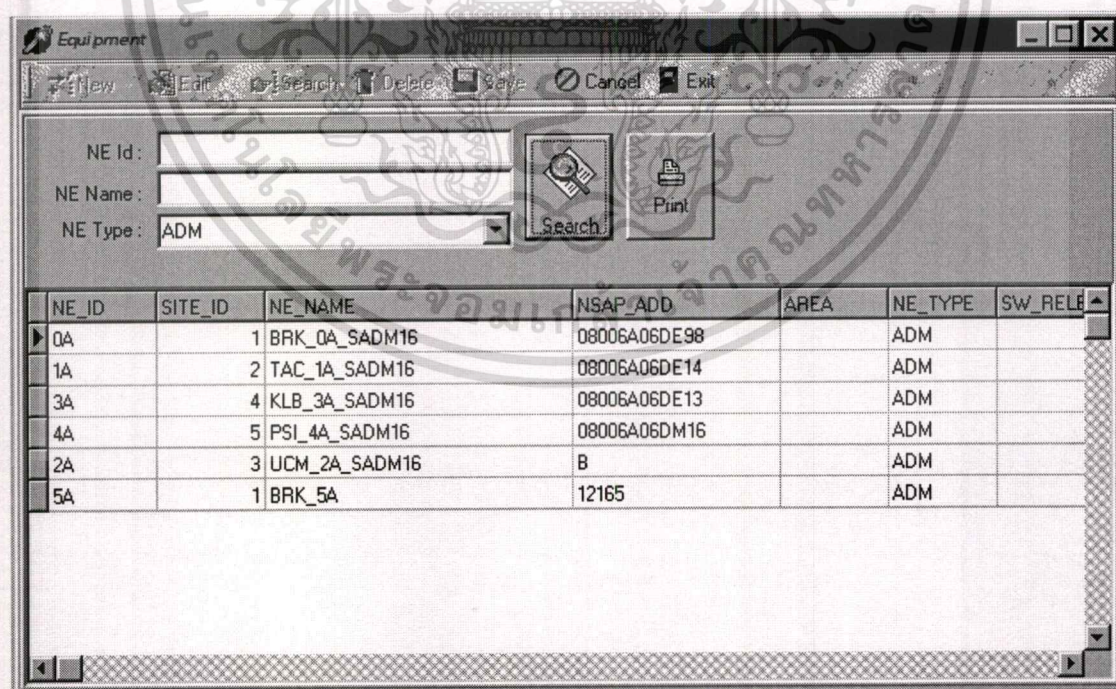 Equipment
New Edit Search Delete Save Cancel Exit
NE Id :
NE Name :
NE Type : ADM
Search
Print
NE_ID SITE_ID NE_NAME NSAP_ADD AREA NE_TYPE SW_RELE
0A 1 BRK_0A_SADM16 08006A06DE98 ADM
1A 2 TAC_1A_SADM16 08006A06DE14 ADM
3A 4 KLB_3A_SADM16 08006A06DE13 ADM
4A 5 PSI_4A_SADM16 08006A06DM16 ADM
2A 3 UCM_2A_SADM16 B ADM
5A 1 BRK_5A 12165 ADM